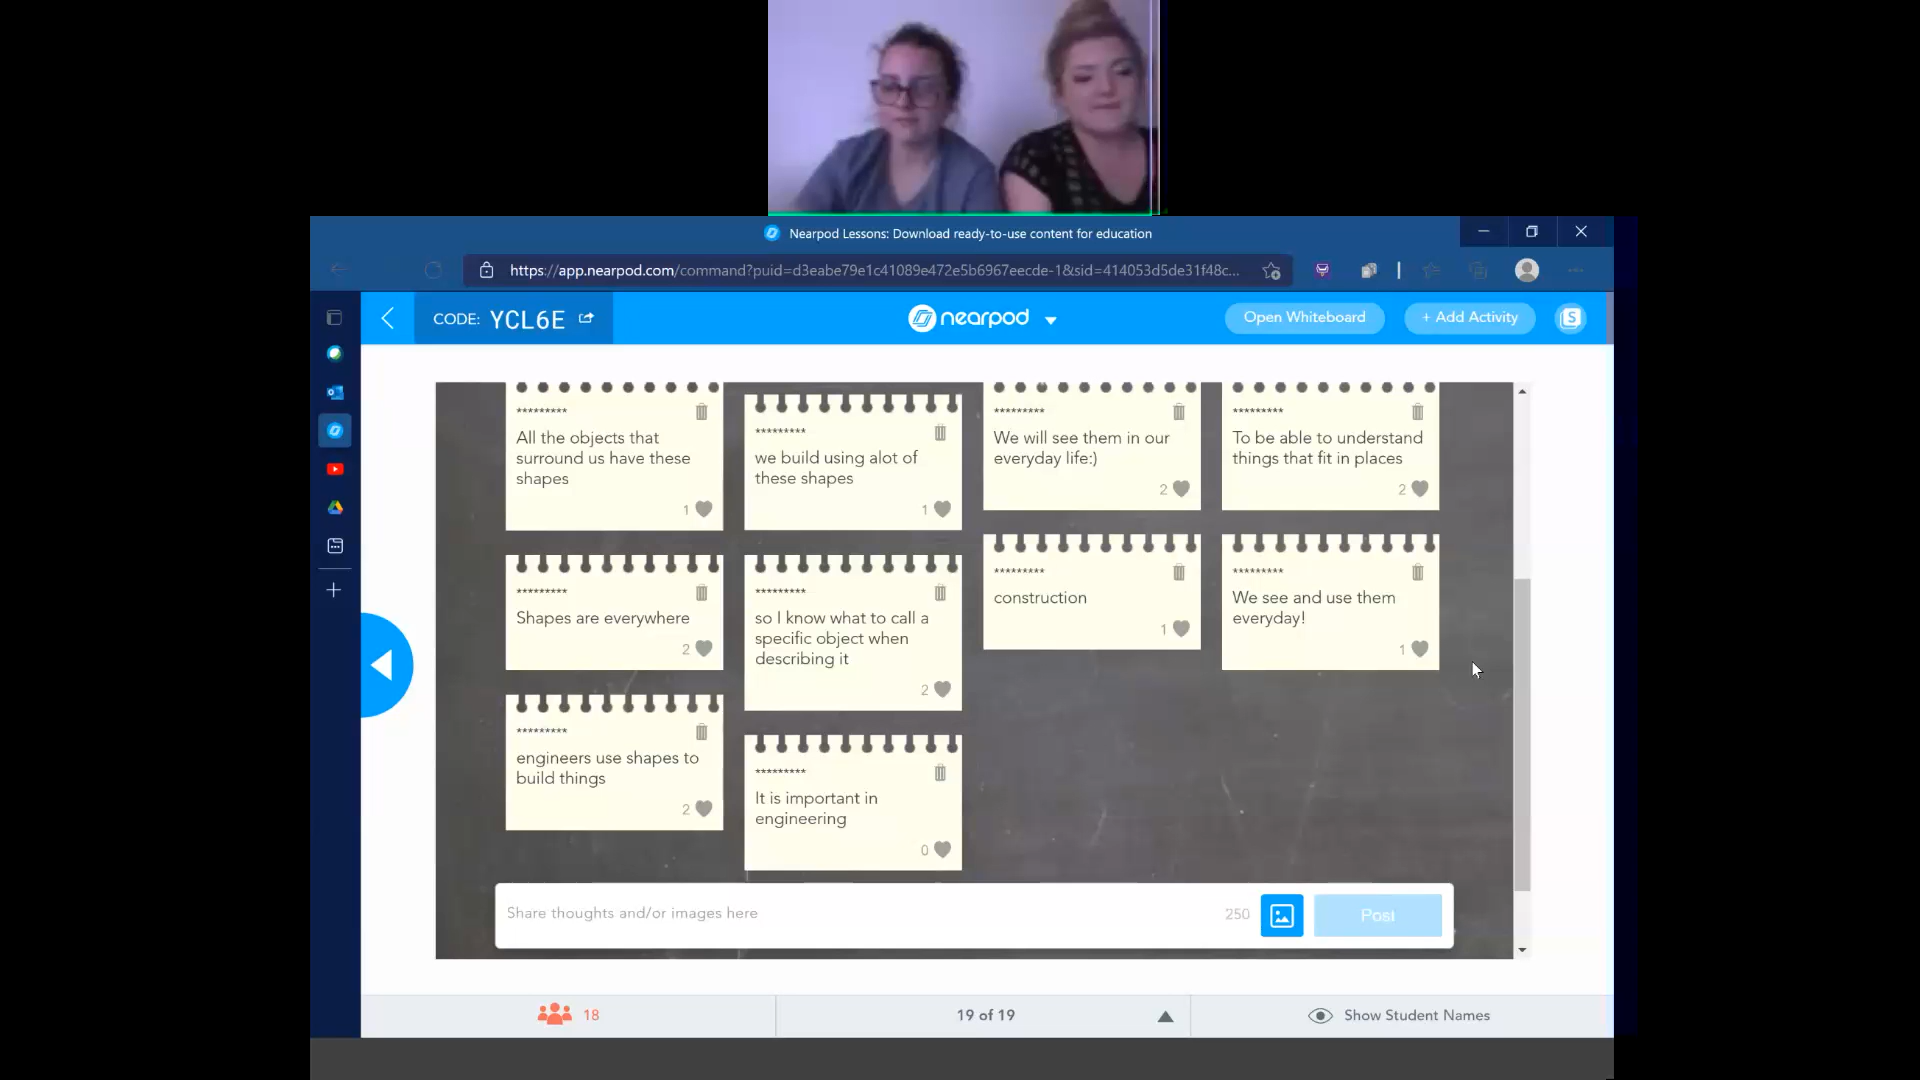 Nearpod Lessons: Download ready-to-use content for education
https://app.nearpod.com/command?puid=d3eabe79e1c41089e472e5b6967eecde-1&sid=414053d5de31f48c...
CODE: YCL6E
nearpod
Open Whiteboard
+ Add Activity
S
*********
All the objects that
surround us have these
shapes
1
*********
we build using alot of
these shapes
1
*********
We will see them in our
everyday life:)
2
*********
To be able to understand
things that fit in places
2
*********
Shapes are everywhere
2
*********
so I know what to call a
specific object when
describing it
2
*********
construction
1
*********
We see and use them
everyday!
1
*********
engineers use shapes to
build things
2
*********
It is important in
engineering
0
Share thoughts and/or images here
250
Post
18
19 of 19
Show Student Names